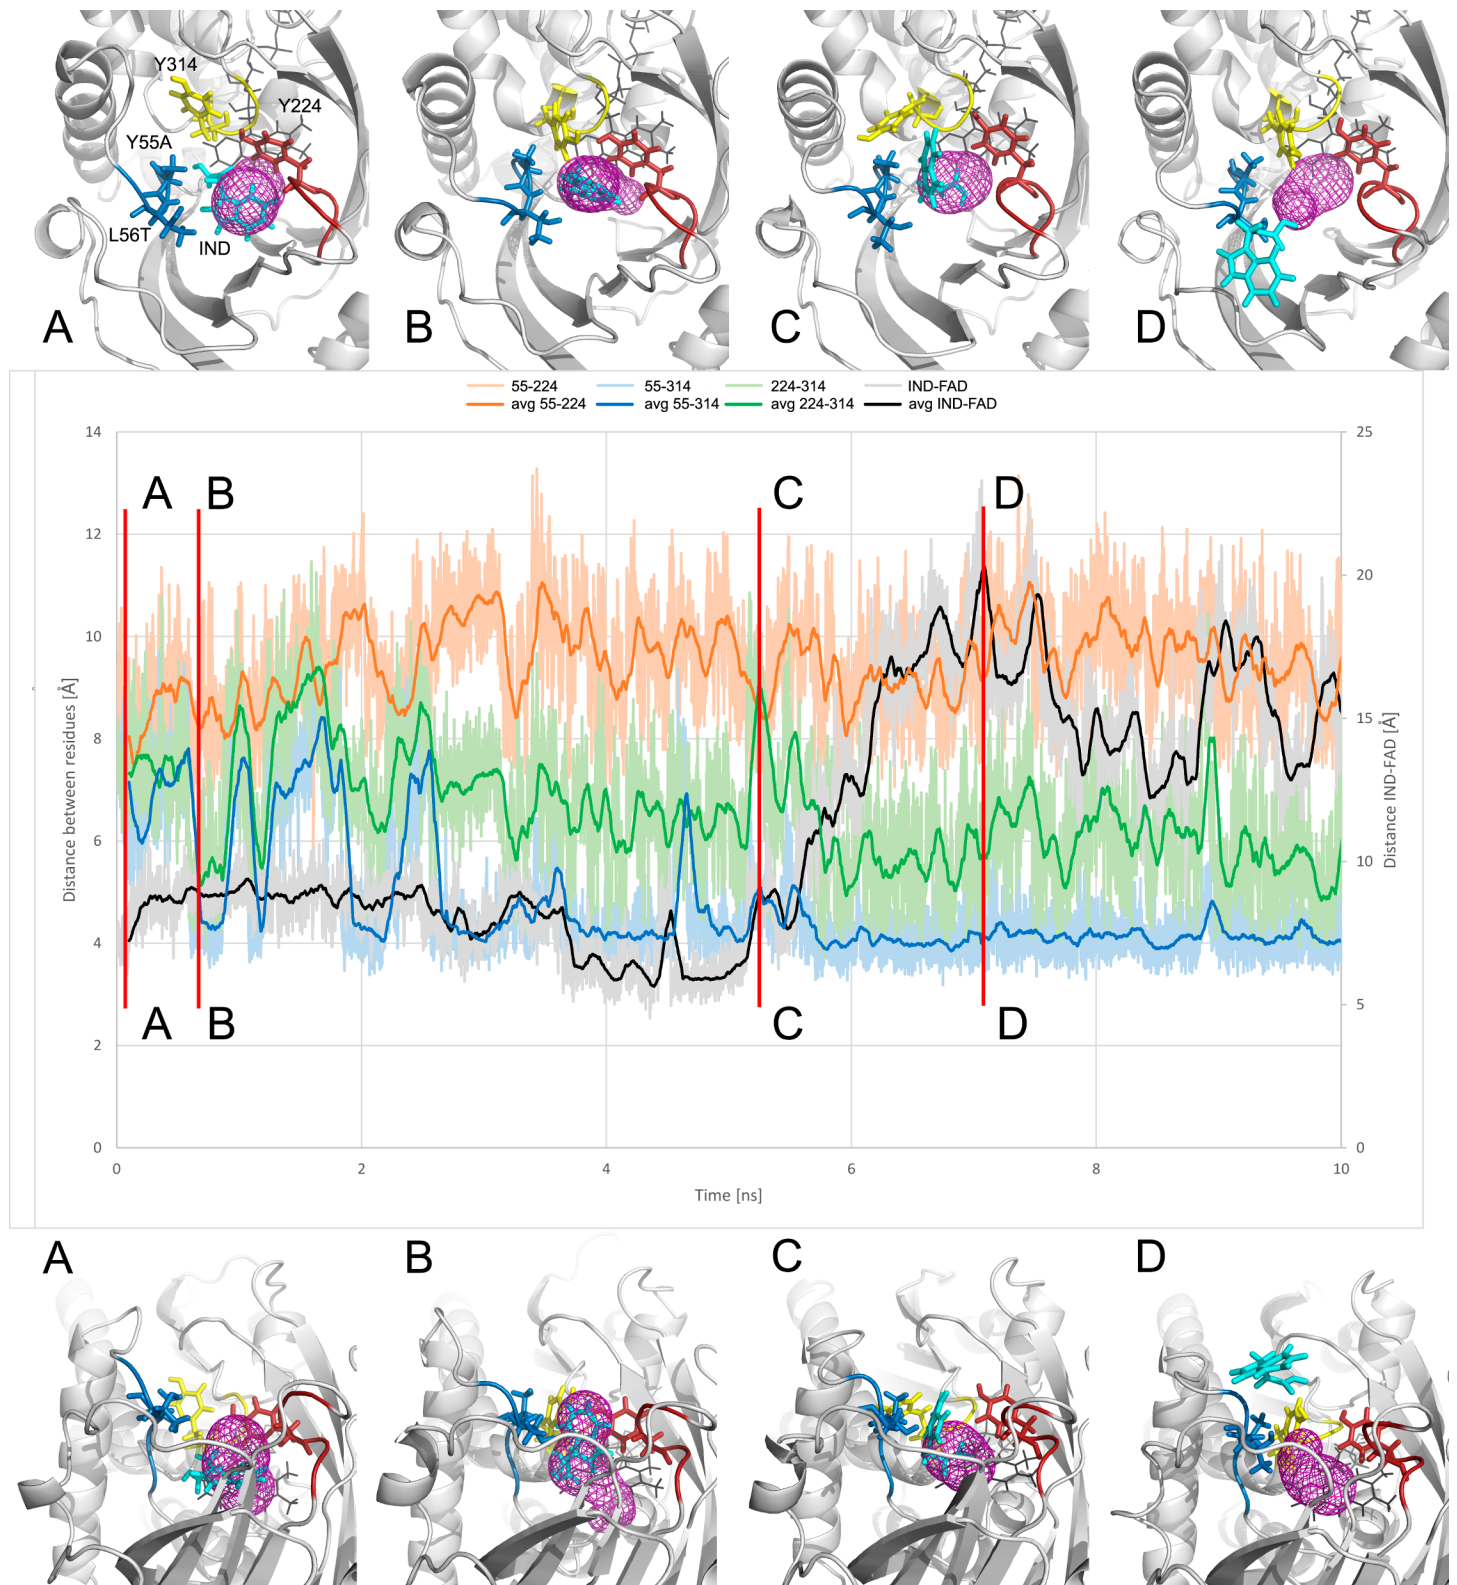 Y314
Y224
Y55A
L56T
IND
A
B
C
D
55-224
55-314
224-314
IND-FAD
avg 55-224
avg 55-314
avg 224-314
avg IND-FAD
14
12
10
8
6
4
2
0
25
20
15
10
5
0
A
B
C
D
A
B
C
D
0
2
4
6
8
10
Distance between residues [Å]
Distance IND-FAD [Å]
Time [ns]
A
B
C
D